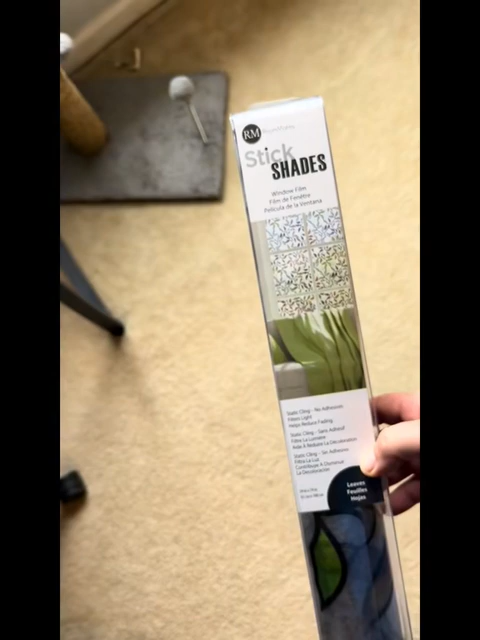 RM RoomMates
Stick
SHADES
Window Film
Film de Fenêtre
Película de la Ventana
Static Cling - No Adhesives
Filters Light
Helps Reduce Fading
Static Cling - Sans Adhésif
Filtre La Lumière
Aide À Réduire La Décoloration
Static Cling - Sin Adhesivo
Filtra La Luz
Contribuye A Disminuir
La Decoloración
Leaves
Feuilles
Hojas